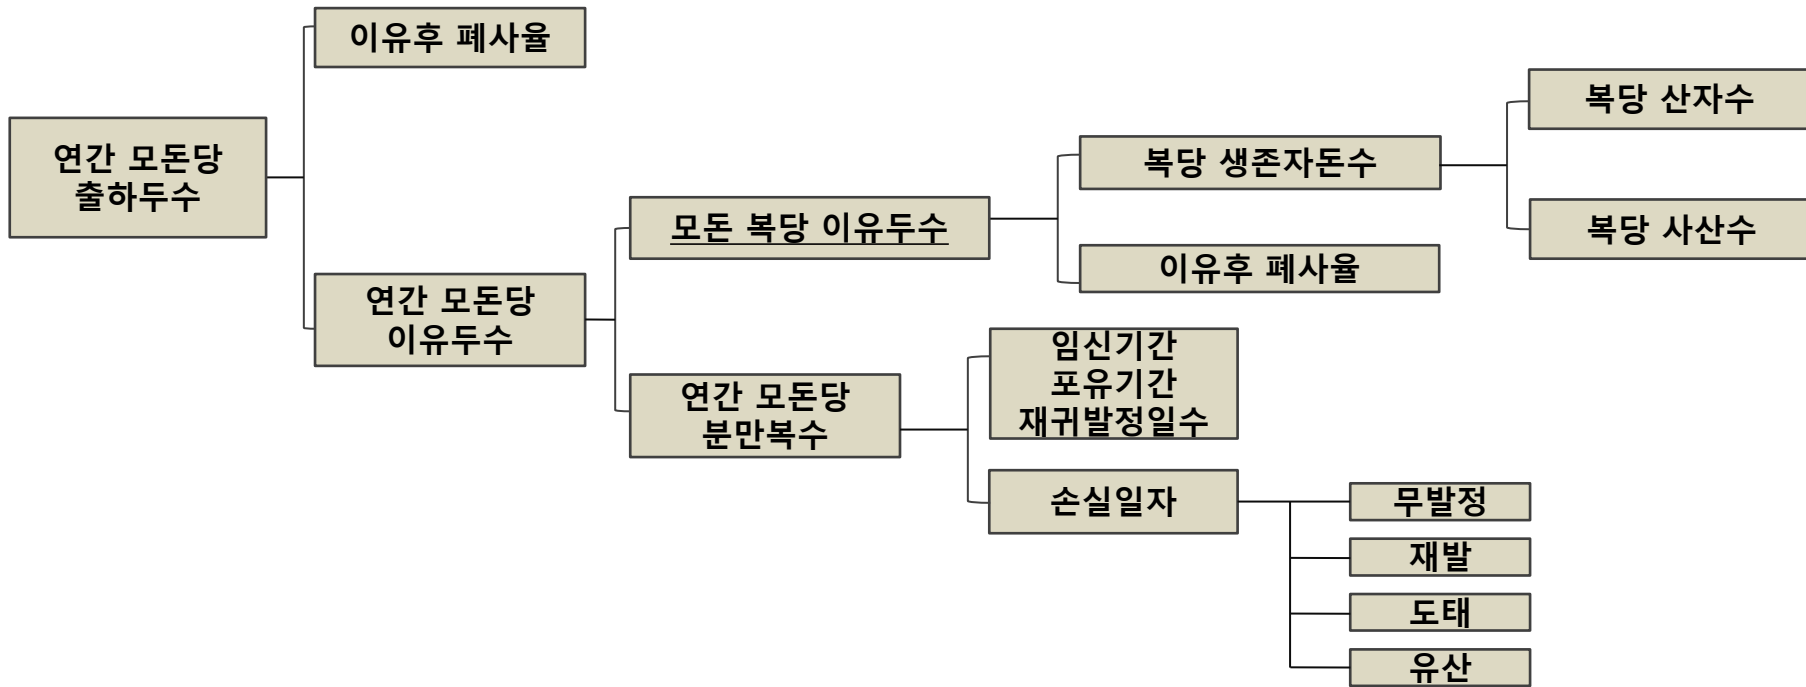 이유후 폐사율
연간 모돈당
출하두수
연간 모돈당
이유두수
모돈 복당 이유두수
연간 모돈당
분만복수
복당 생존자돈수
이유후 폐사율
복당 산자수
복당 사산수
임신기간
포유기간
재귀발정일수
손실일자
무발정
재발
도태
유산